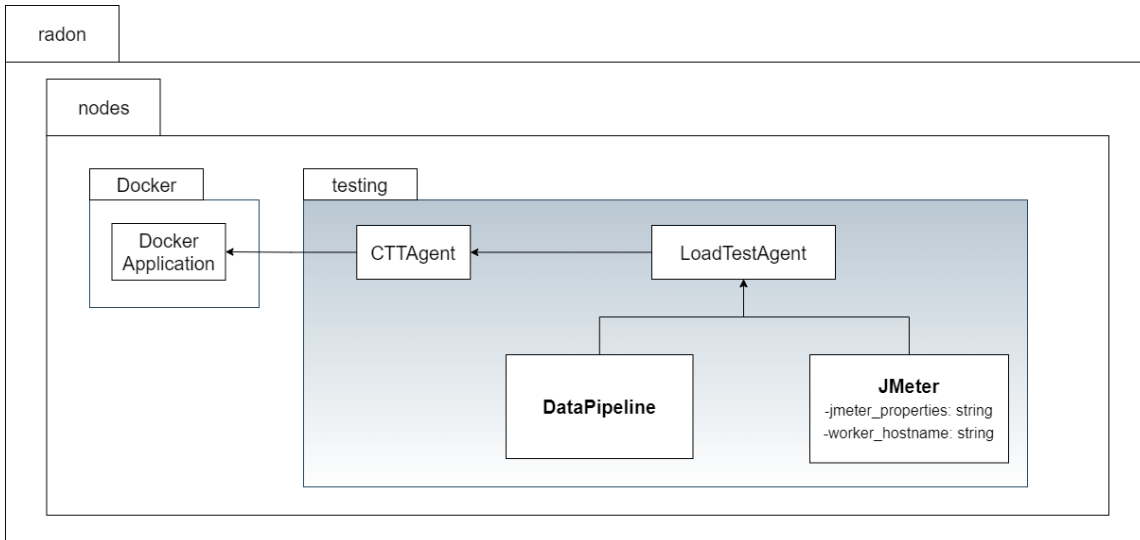 radon
nodes
Docker
testing
Docker
Application
CTTAgent
LoadTestAgent
DataPipeline
JMeter
-jmeter_properties: string
-worker_hostname: string